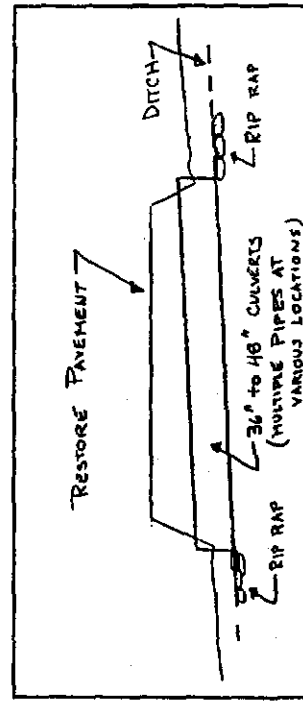 RESTORE PAVEMENT
DITCH
RIP RAP
36" to 48" CULVERTS
(MULTIPLE PIPES AT
VARIOUS LOCATIONS)
RIP RAP